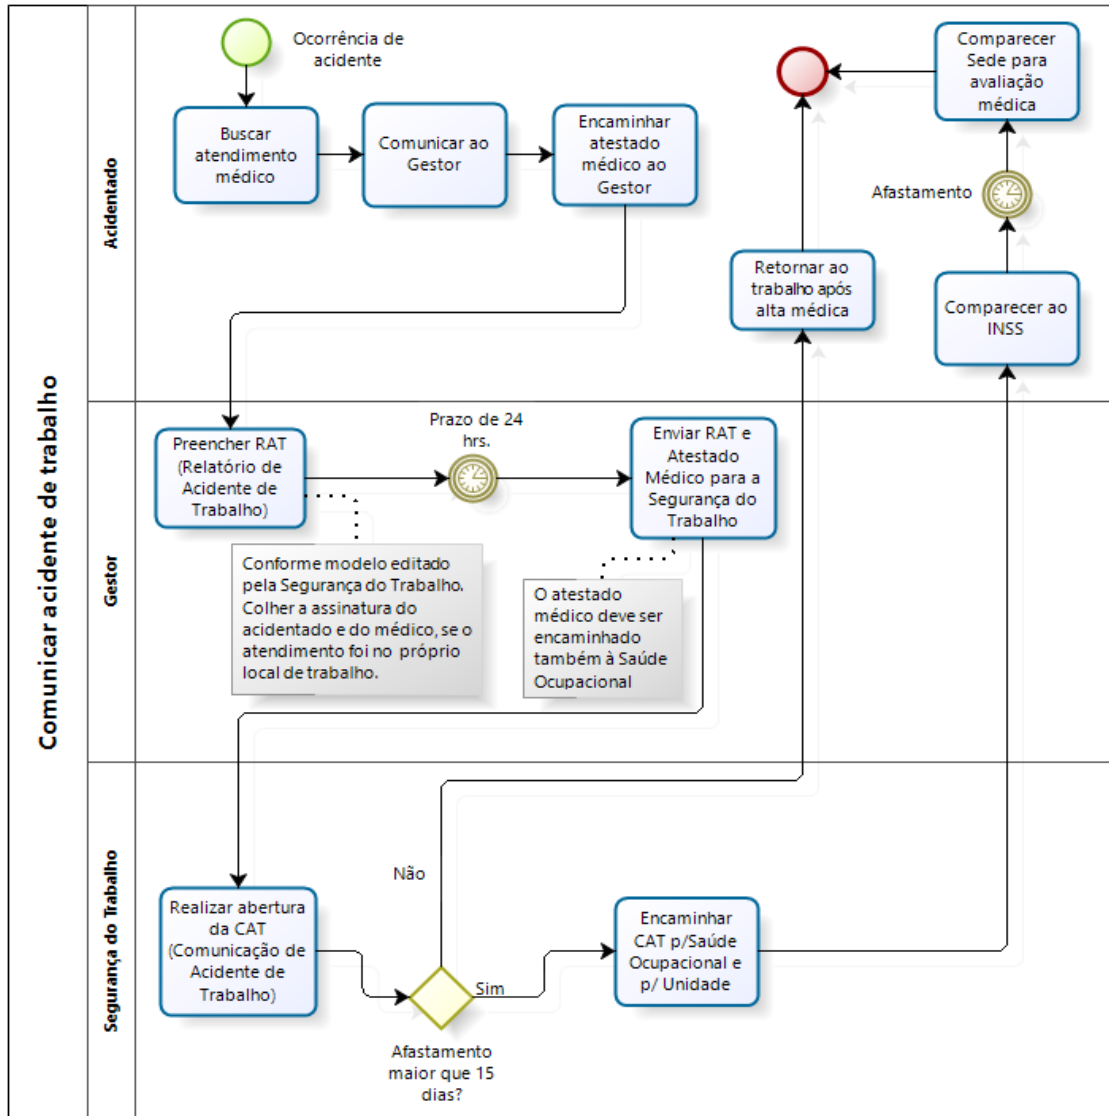 Comunicar acidente de trabalho
Acidentado
Ocorrência de
acidente
Buscar
atendimento
médico
Comunicar ao
Gestor
Encaminhar
atestado
médico ao
Gestor
Comparecer
Sede para
avaliação
médica
Afastamento
Retornar ao
trabalho após
alta médica
Comparecer ao
INSS
Gestor
Preencher RAT
(Relatório de
Acidente de
Trabalho)
Prazo de 24
hrs.
Enviar RAT e
Atestado
Médico para a
Segurança do
Trabalho
Conforme modelo editado
pela Segurança do Trabalho.
Colher a assinatura do
acidentado e do médico, se o
atendimento foi no próprio
local de trabalho.
O atestado
médico deve ser
encaminhado
também à Saúde
Ocupacional
Segurança do Trabalho
Realizar abertura
da CAT
(Comunicação de
Acidente de
Trabalho)
Não
Sim
Afastamento
maior que 15
dias?
Encaminhar
CAT p/Saúde
Ocupacional e
p/ Unidade